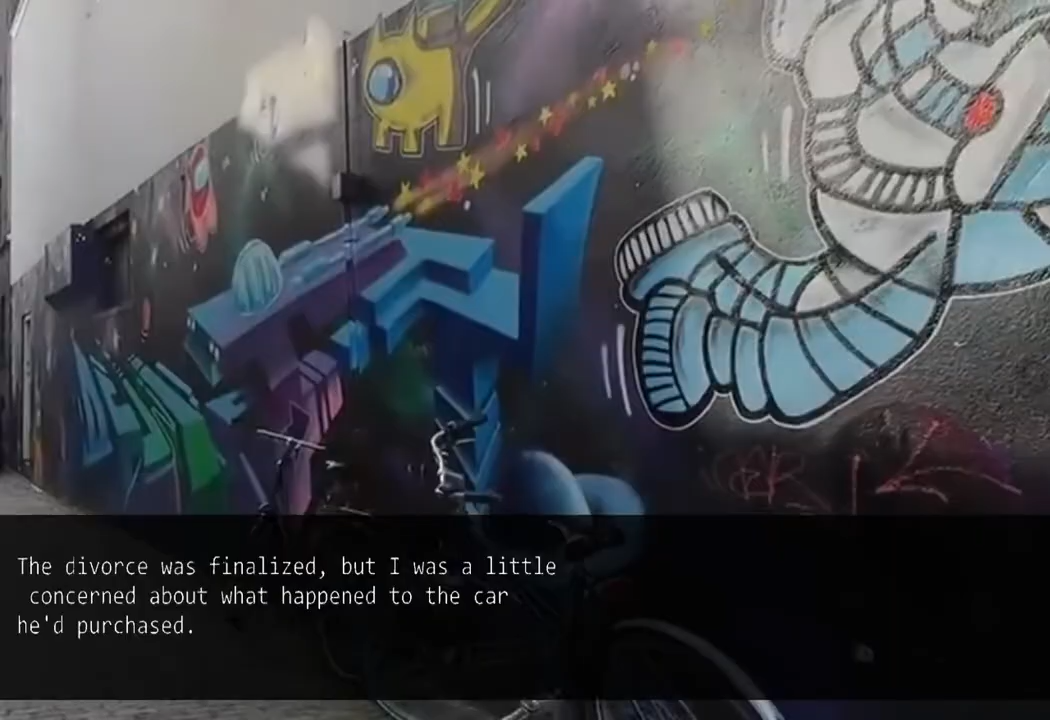 The divorce was finalized, but I was a little
concerned about what happened to the car
he'd purchased.